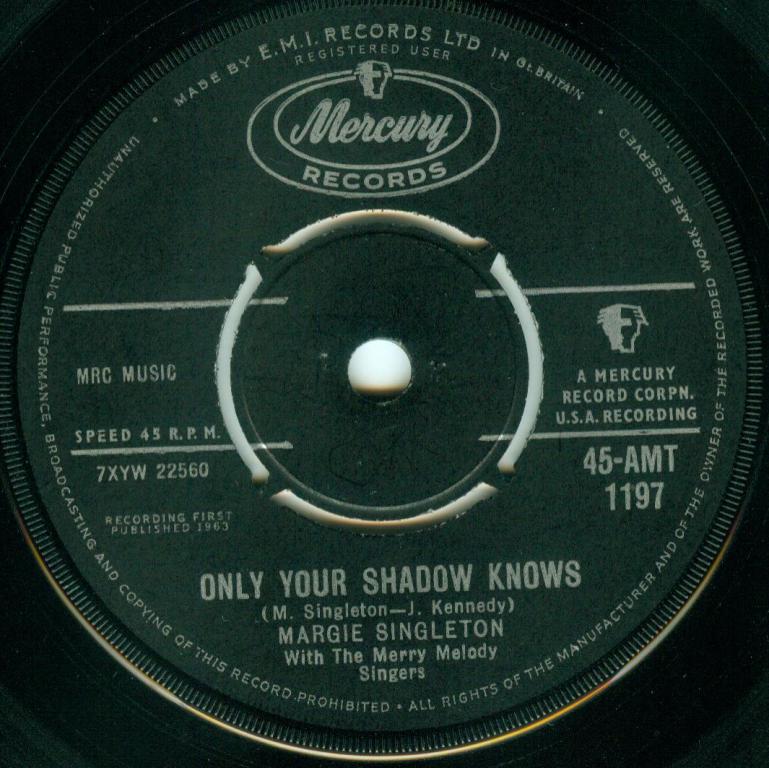 MADE BY E.M.I. RECORDS LTD IN GT. BRITAIN
REGISTERED USER
Mercury
RECORDS
MRC MUSIC
SPEED 45 R.P.M.
7XYW 22560
RECORDING FIRST
PUBLISHED 1963
A MERCURY
RECORD CORPN.
U.S.A. RECORDING
45-AMT
1197
ONLY YOUR SHADOW KNOWS
(M. Singleton—J. Kennedy)
MARGIE SINGLETON
With The Merry Melody
Singers
UNAUTHORIZED PUBLIC PERFORMANCE, BROADCASTING AND COPYING OF THIS RECORD PROHIBITED • ALL RIGHTS OF THE MANUFACTURER AND OF THE OWNER OF THE RECORDED WORK ARE RESERVED